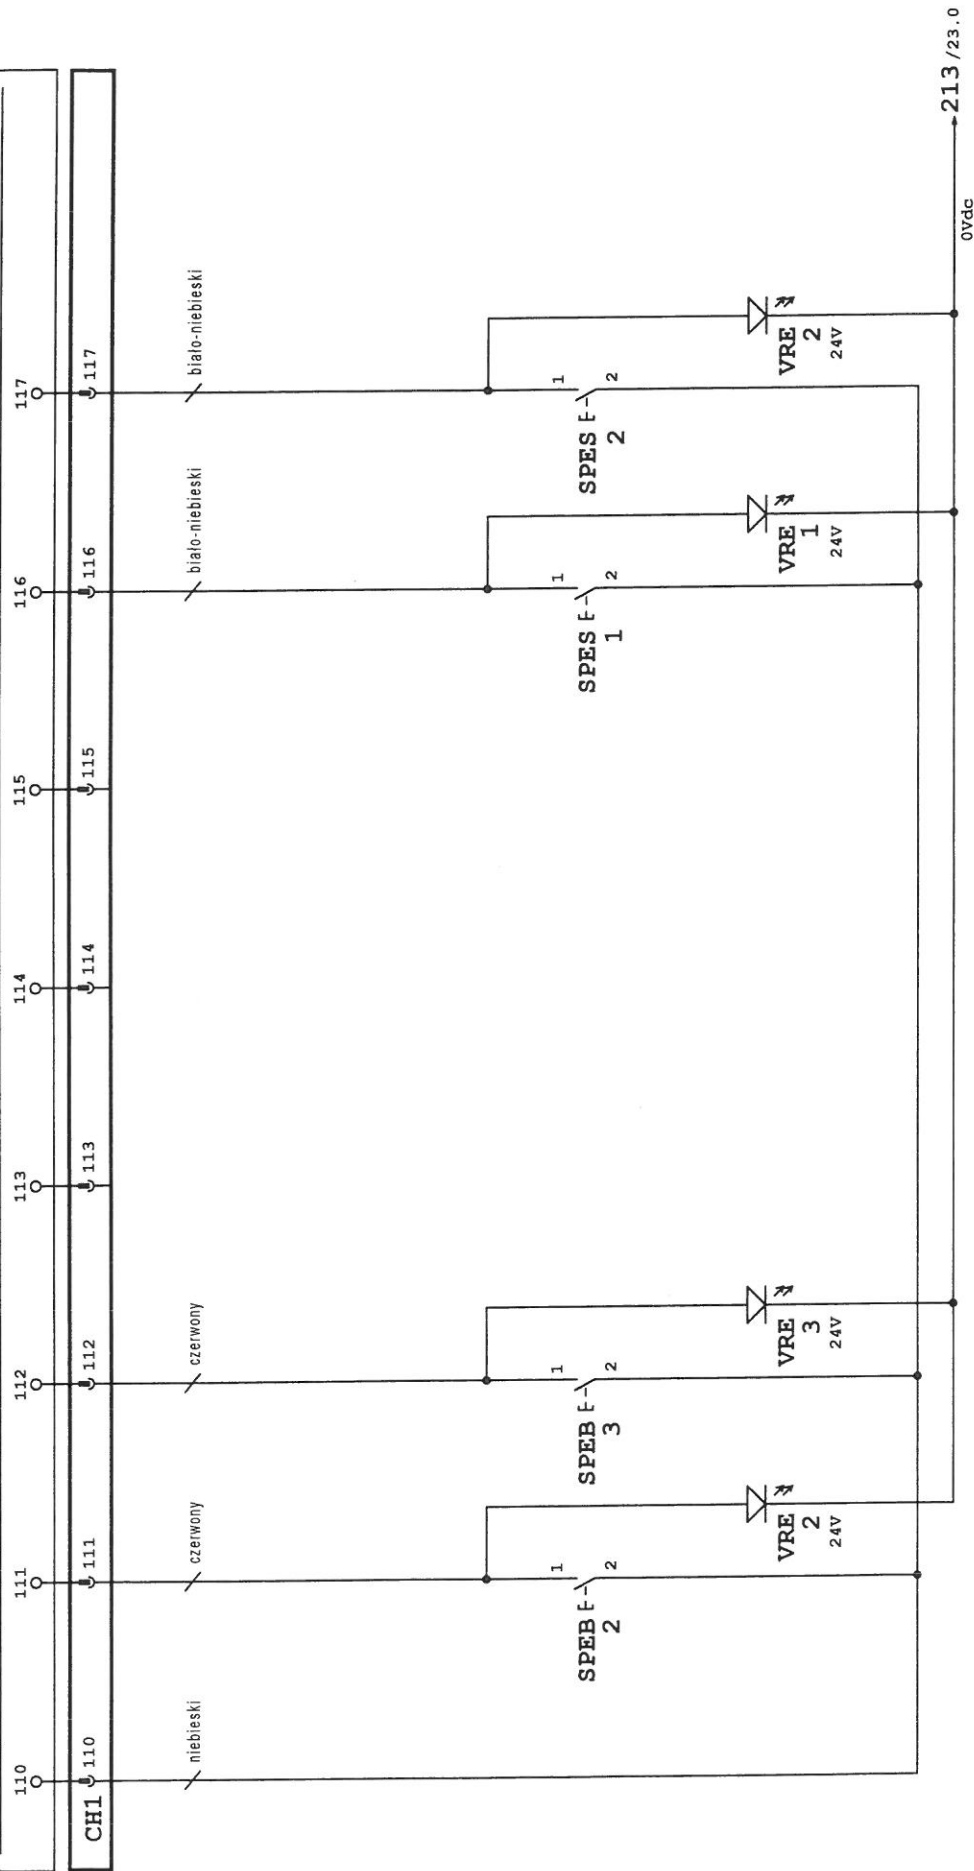 110 111 112 113 114 115 116 117
CH1 110 111 112 113 114 115 116 117
niebieski czerwony czerwony biało-niebieski biało-niebieski
1 1 1 1
SPEB SPEB SPES SPES
2 3 1 2
2 2 2 2
VRE VRE VRE VRE
2 3 1 2
24V 24V 24V 24V
213/23.0
0Vdc